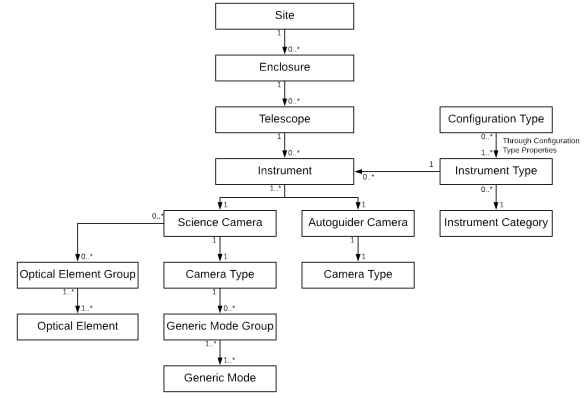 Site
1
0..*
Enclosure
1
0..*
Telescope
Configuration Type
1
0..*
0..*
Through Configuration
Type Properties
1..*
Instrument
1
0..*
Instrument Type
1..*
0..*
1
1
1
0..*
Science Camera
Autoguider Camera
Instrument Category
1
1
0..*
1
1
Optical Element Group
Camera Type
Camera Type
1..*
1
1..*
0..*
Optical Element
Generic Mode Group
1..*
1..*
Generic Mode